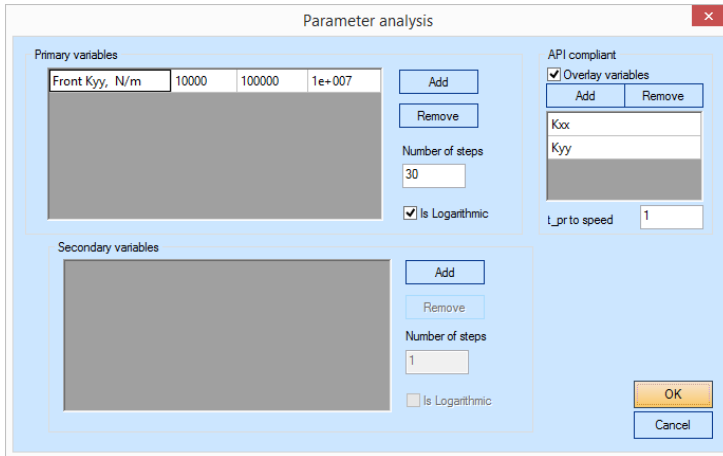 Parameter analysis
Primary variables
Front Kyy, N/m 10000 100000 1e+007
Add
Remove
Number of steps
30
Is Logarithmic
API compliant
Overlay variables
Add Remove
Kxx
Kyy
t_pr to speed 1
Secondary variables
Add
Remove
Number of steps
1
Is Logarithmic
OK
Cancel